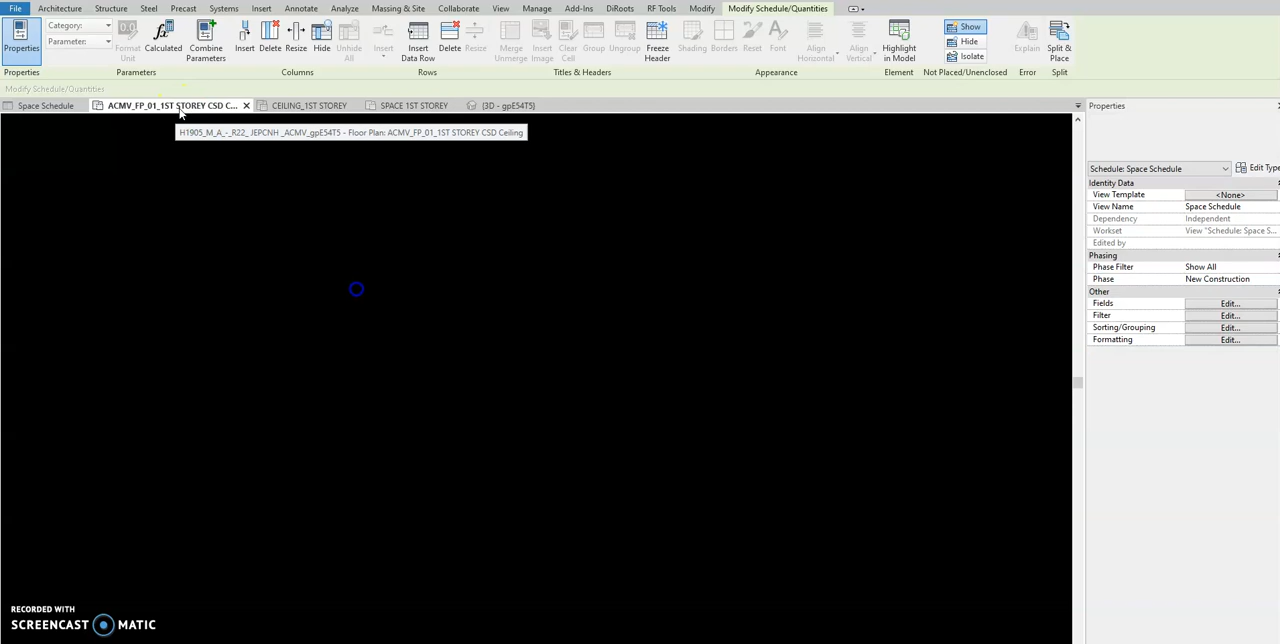 File Architecture Structure Steel Precast Systems Insert Annotate Analyze Massing & Site Collaborate View Manage Add-Ins DiRoots RF Tools Modify Modify Schedule/Quantities
Properties
Category:
Parameter:
Format Unit
Calculated
Combine Parameters
Insert
Delete
Resize
Hide
Unhide All
Insert
Insert Data Row
Delete
Resize
Merge Unmerge
Insert Image
Clear Cell
Group
Ungroup
Freeze Header
Shading
Borders
Reset
Font
Align Horizontal
Align Vertical
Highlight in Model
Show
Hide
Isolate
Explain
Split & Place
Properties Parameters Columns Rows Titles & Headers Appearance Element Not Placed/Unenclosed Error Split
Modify Schedule/Quantities
Space Schedule ACMV_FP_01_1ST STOREY CSD C... CEILING_1ST STOREY SPACE 1ST STOREY {3D - gpE54T5} Properties
H1905_M_A_-_R22_ JEPCNH _ACMV_gpE54T5 - Floor Plan: ACMV_FP_01_1ST STOREY CSD Ceiling
Schedule: Space Schedule Edit Type
Identity Data
View Template <None>
View Name Space Schedule
Dependency Independent
Workset View "Schedule: Space S...
Edited by
Phasing
Phase Filter Show All
Phase New Construction
Other
Fields Edit...
Filter Edit...
Sorting/Grouping Edit...
Formatting Edit...
RECORDED WITH
SCREENCAST MATIC